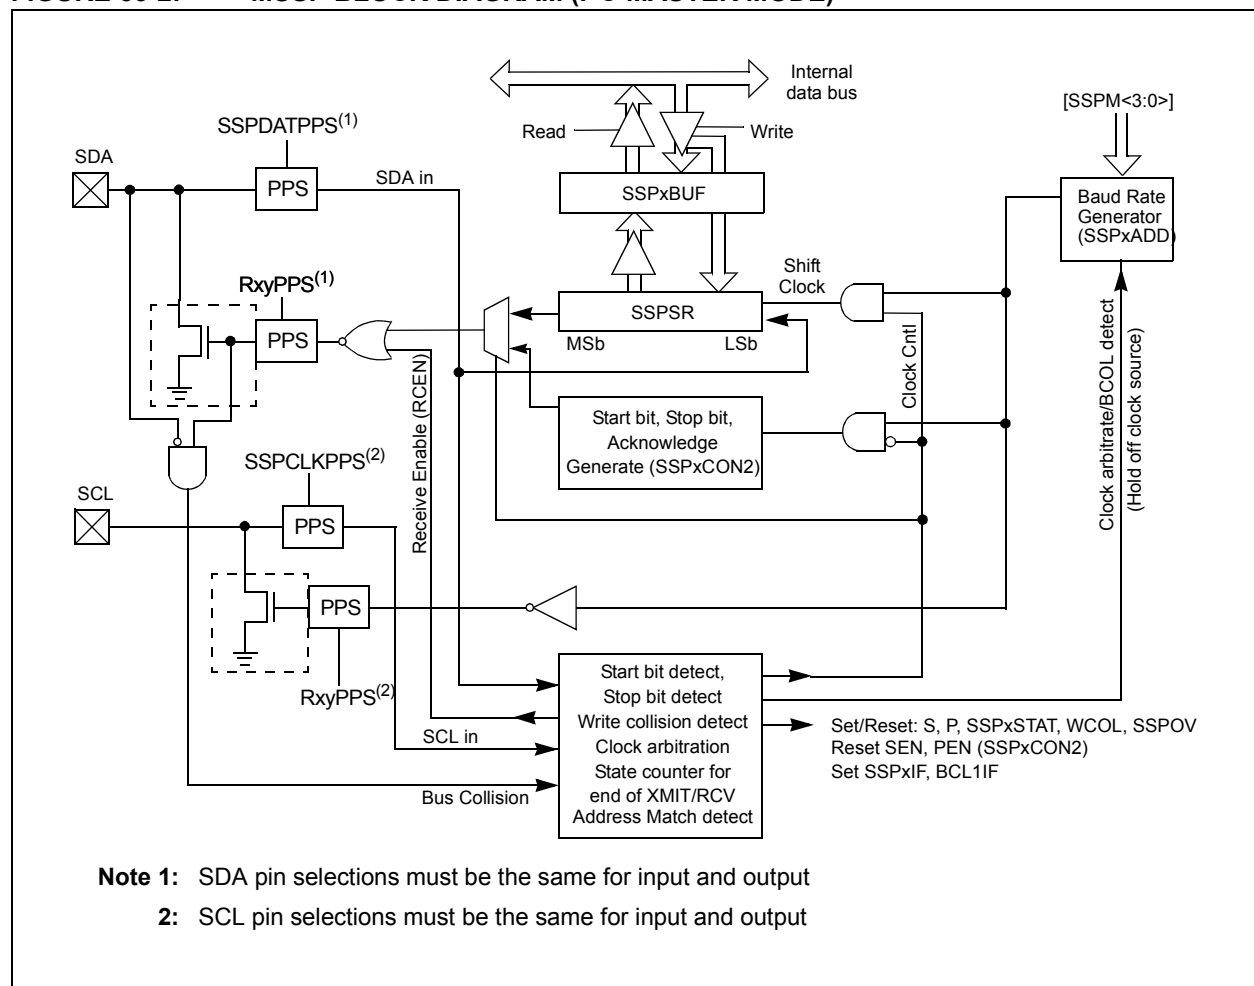 Internal
data bus
[SSPM<3:0>]
SSPDATPPS(1)
Read
Write
SDA
PPS
SDA in
SSPxBUF
Baud Rate
Generator
(SSPxADD)
RxyPPS(1)
Shift
Clock
PPS
SSPSR
MSb
LSb
Clock Cntl
Receive Enable (RCEN)
Clock arbitrate/BCOL detect
(Hold off clock source)
Start bit, Stop bit,
Acknowledge
Generate (SSPxCON2)
SSPCLKPPS(2)
SCL
PPS
PPS
RxyPPS(2)
Start bit detect,
Stop bit detect
Write collision detect
Clock arbitration
State counter for
end of XMIT/RCV
Address Match detect
SCL in
Bus Collision
Set/Reset: S, P, SSPxSTAT, WCOL, SSPOV
Reset SEN, PEN (SSPxCON2)
Set SSPxIF, BCL1IF
Note 1: SDA pin selections must be the same for input and output
2: SCL pin selections must be the same for input and output